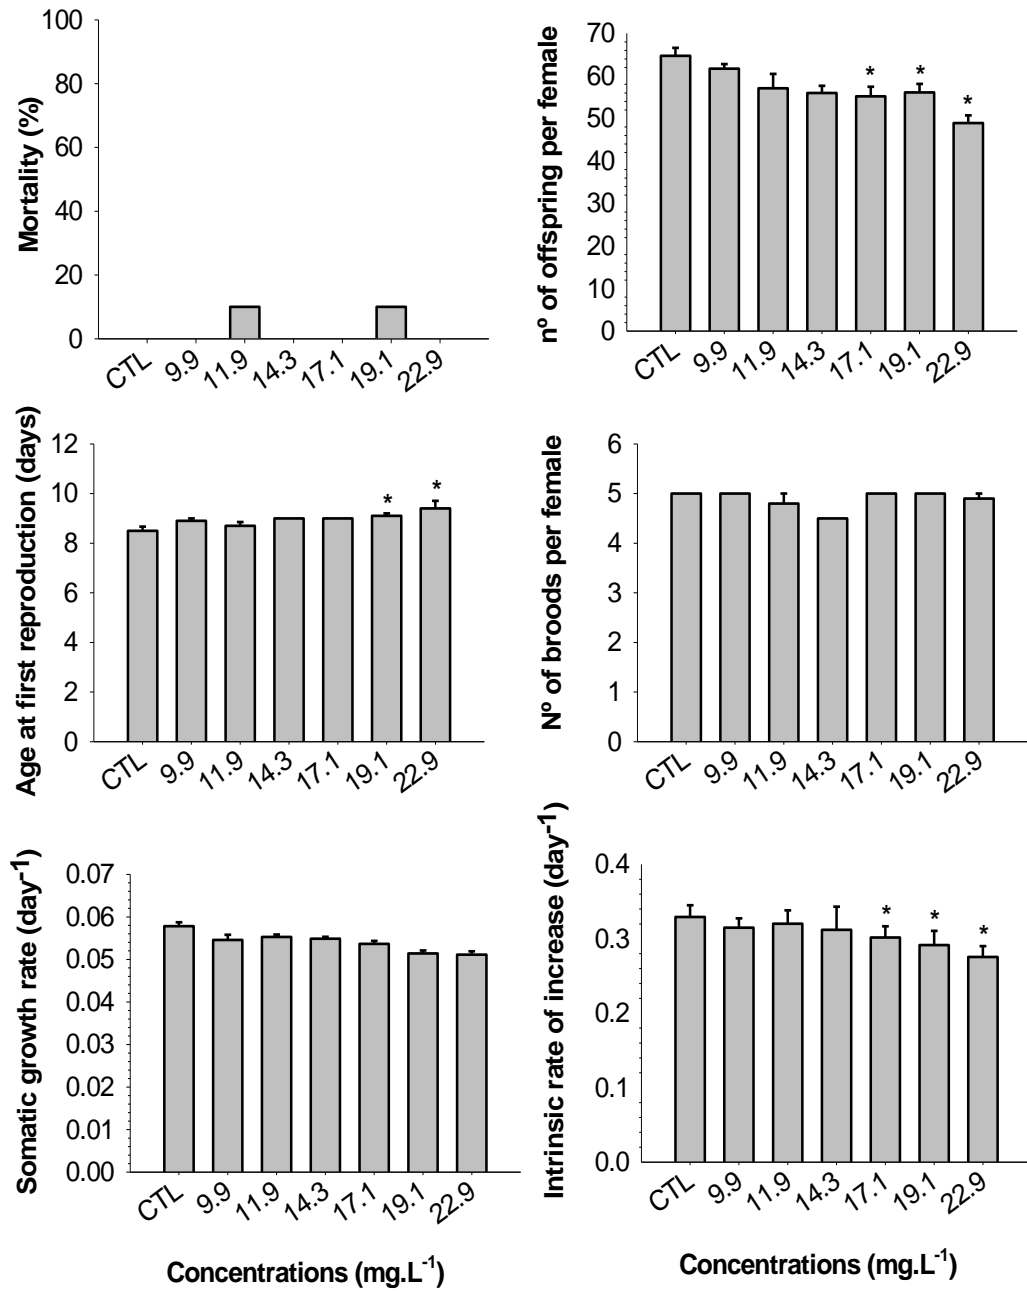 Mortality (%)
100
80
60
40
20
0
CTL 9.9 11.9 14.3 17.1 19.1 22.9
nº of offspring per female
70
60
50
40
30
20
10
0
* * *
CTL 9.9 11.9 14.3 17.1 19.1 22.9
Age at first reproduction (days)
12
10
8
6
4
2
0
* *
CTL 9.9 11.9 14.3 17.1 19.1 22.9
Nº of broods per female
6
5
4
3
2
1
0
CTL 9.9 11.9 14.3 17.1 19.1 22.9
Somatic growth rate (day⁻¹)
0.07
0.06
0.05
0.04
0.03
0.02
0.01
0.00
CTL 9.9 11.9 14.3 17.1 19.1 22.9
Concentrations (mg.L⁻¹)
Intrinsic rate of increase (day⁻¹)
0.4
0.3
0.2
0.1
0.0
* * *
CTL 9.9 11.9 14.3 17.1 19.1 22.9
Concentrations (mg.L⁻¹)